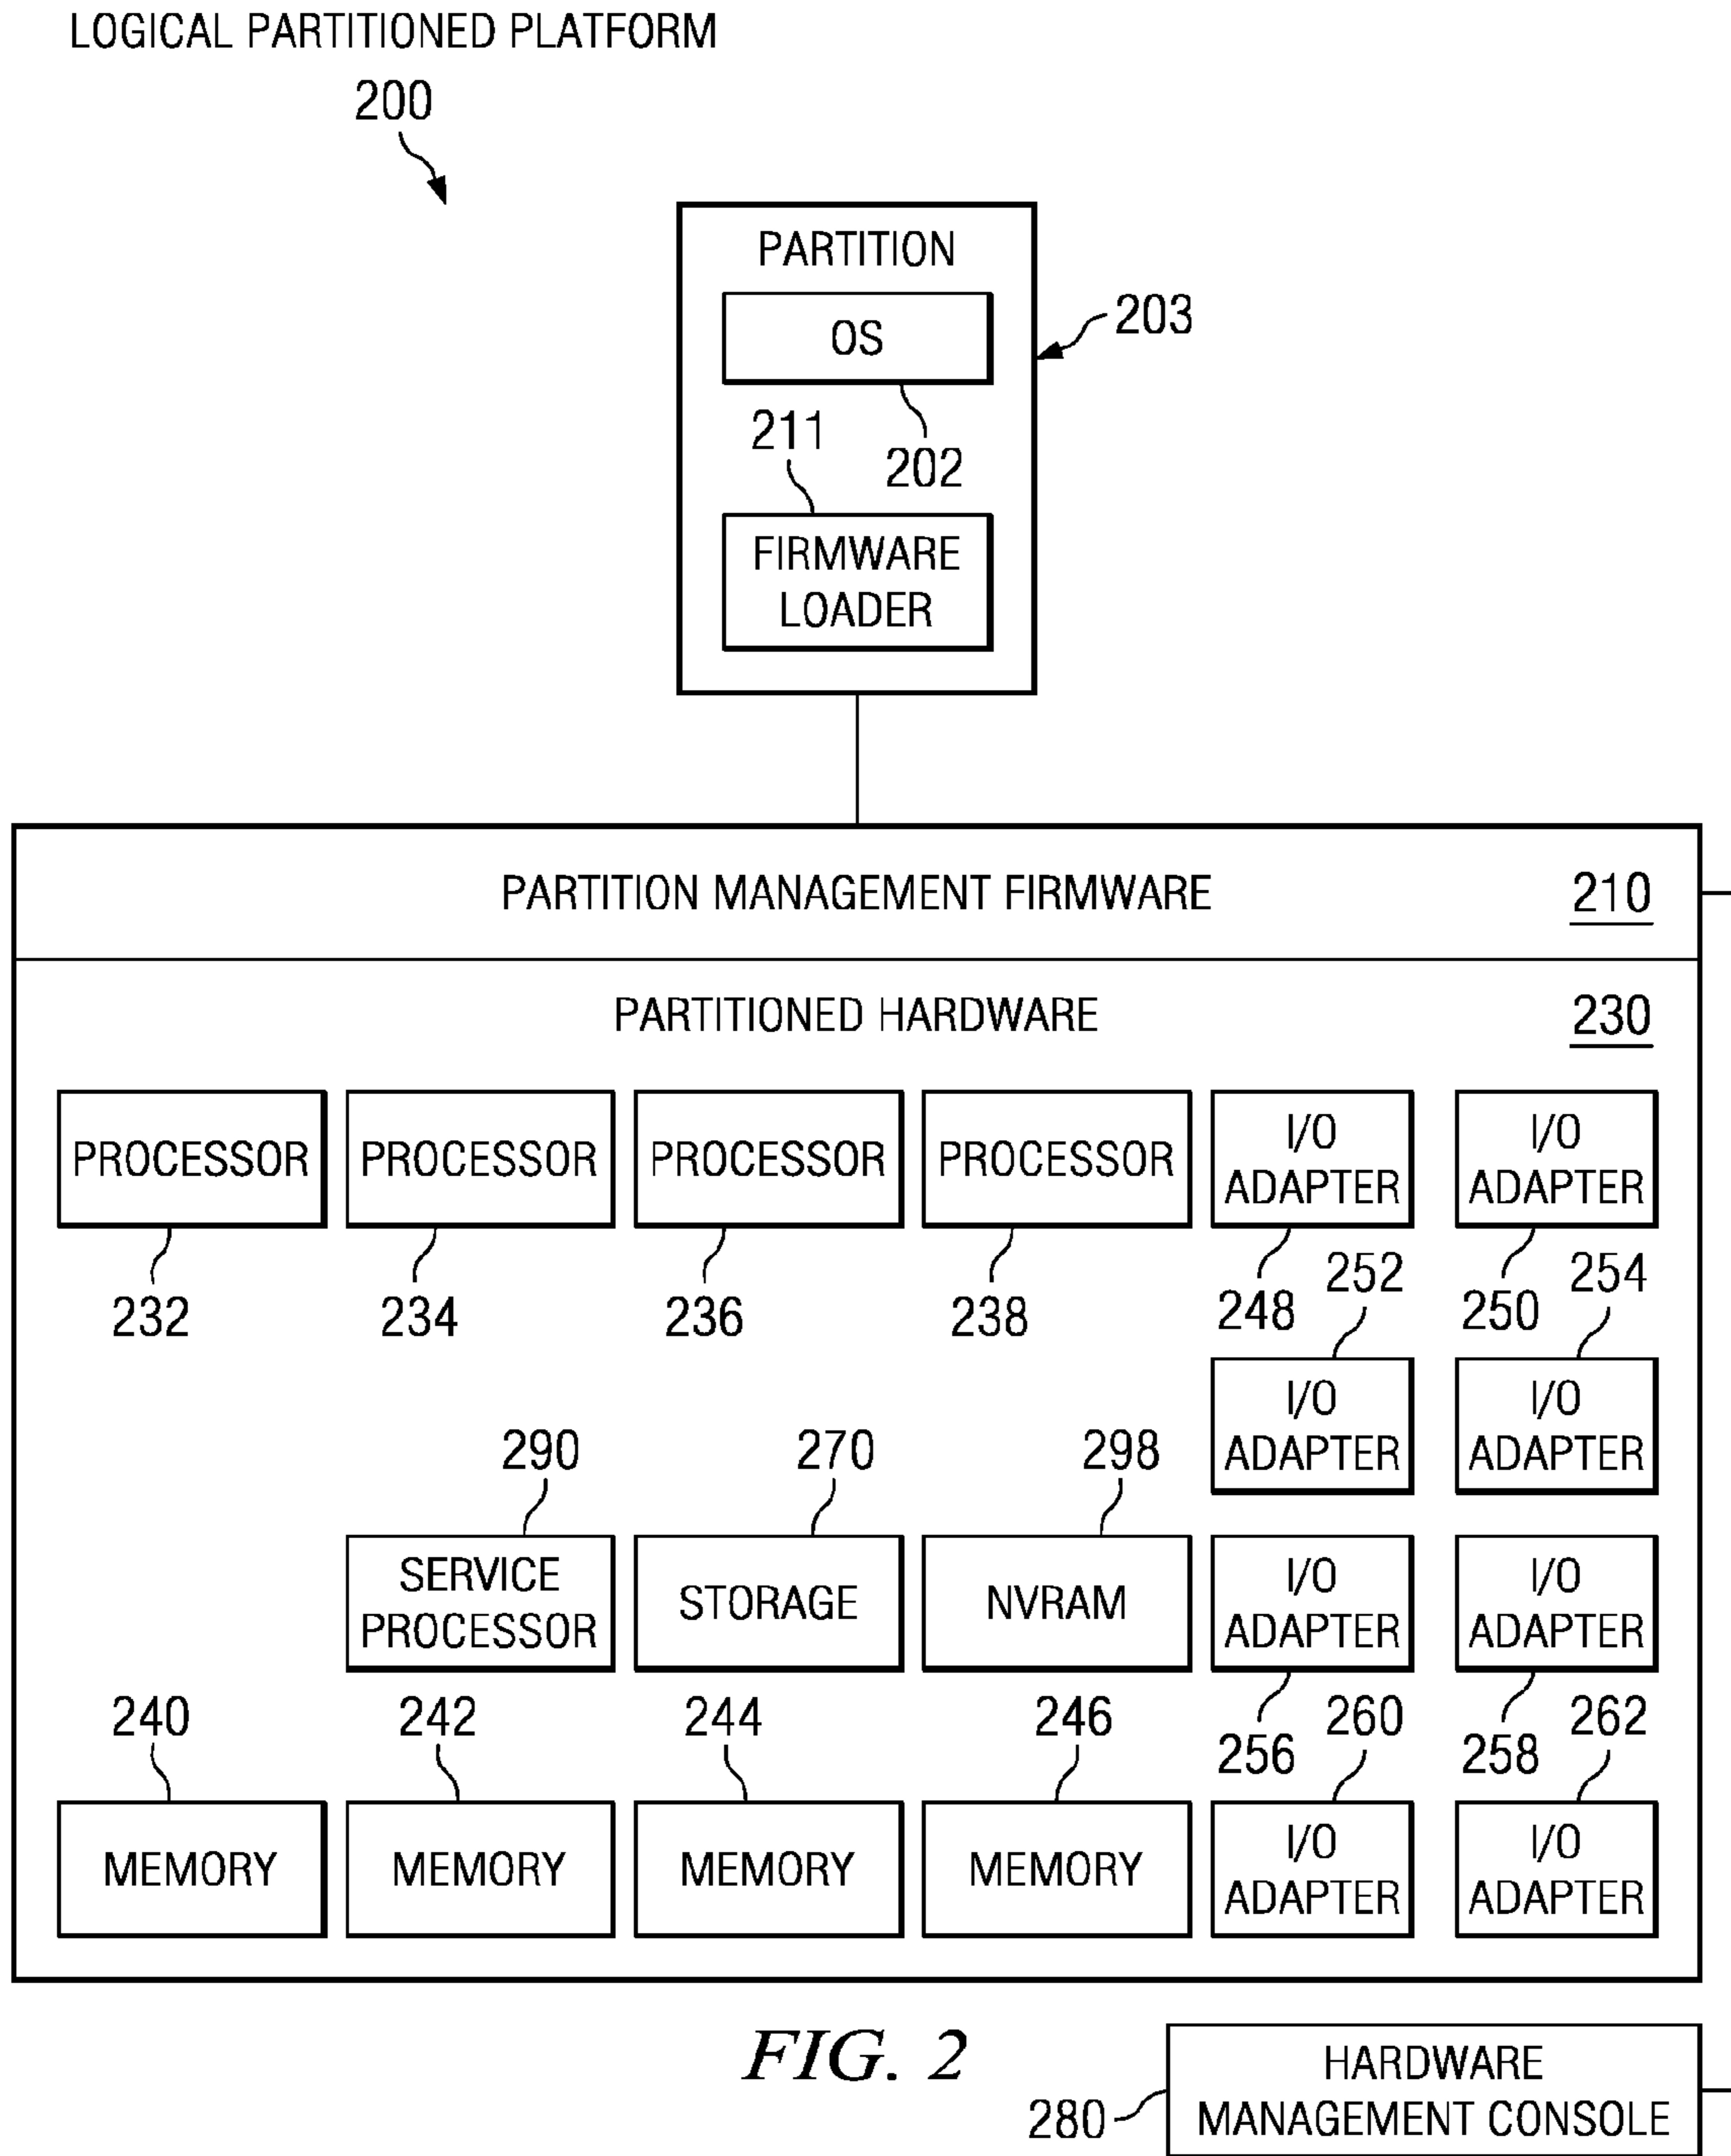 LOGICAL PARTITIONED PLATFORM
200
PARTITION
OS
203
211
202
FIRMWARE
LOADER
PARTITION MANAGEMENT FIRMWARE 210
PARTITIONED HARDWARE 230
PROCESSOR PROCESSOR PROCESSOR PROCESSOR
I/O ADAPTER
I/O ADAPTER
232 234 236 238 248 252 250 254
I/O ADAPTER
I/O ADAPTER
290 270 298
SERVICE
PROCESSOR
STORAGE
NVRAM
I/O ADAPTER
I/O ADAPTER
240 242 244 246 256 260 258 262
MEMORY MEMORY MEMORY MEMORY
I/O ADAPTER
I/O ADAPTER
FIG. 2
280
HARDWARE
MANAGEMENT CONSOLE